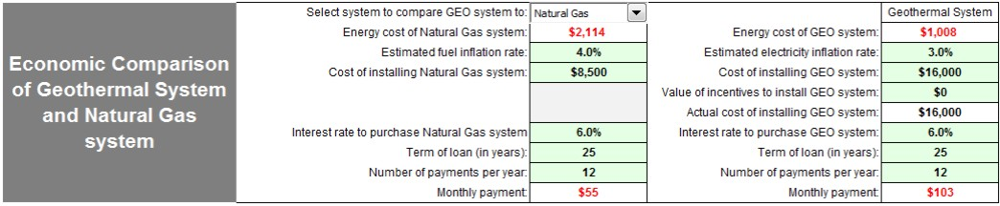 Economic Comparison
of Geothermal System
and Natural Gas
system
Select system to compare GEO system to: Natural Gas Geothermal System
Energy cost of Natural Gas system: $2,114 Energy cost of GEO system: $1,008
Estimated fuel inflation rate: 4.0% Estimated electricity inflation rate: 3.0%
Cost of installing Natural Gas system: $8,500 Cost of installing GEO system: $16,000
Value of incentives to install GEO system: $0
Actual cost of installing GEO system: $16,000
Interest rate to purchase Natural Gas system 6.0% Interest rate to purchase GEO system: 6.0%
Term of loan (in years): 25 Term of loan (in years): 25
Number of payments per year: 12 Number of payments per year: 12
Monthly payment: $55 Monthly payment: $103